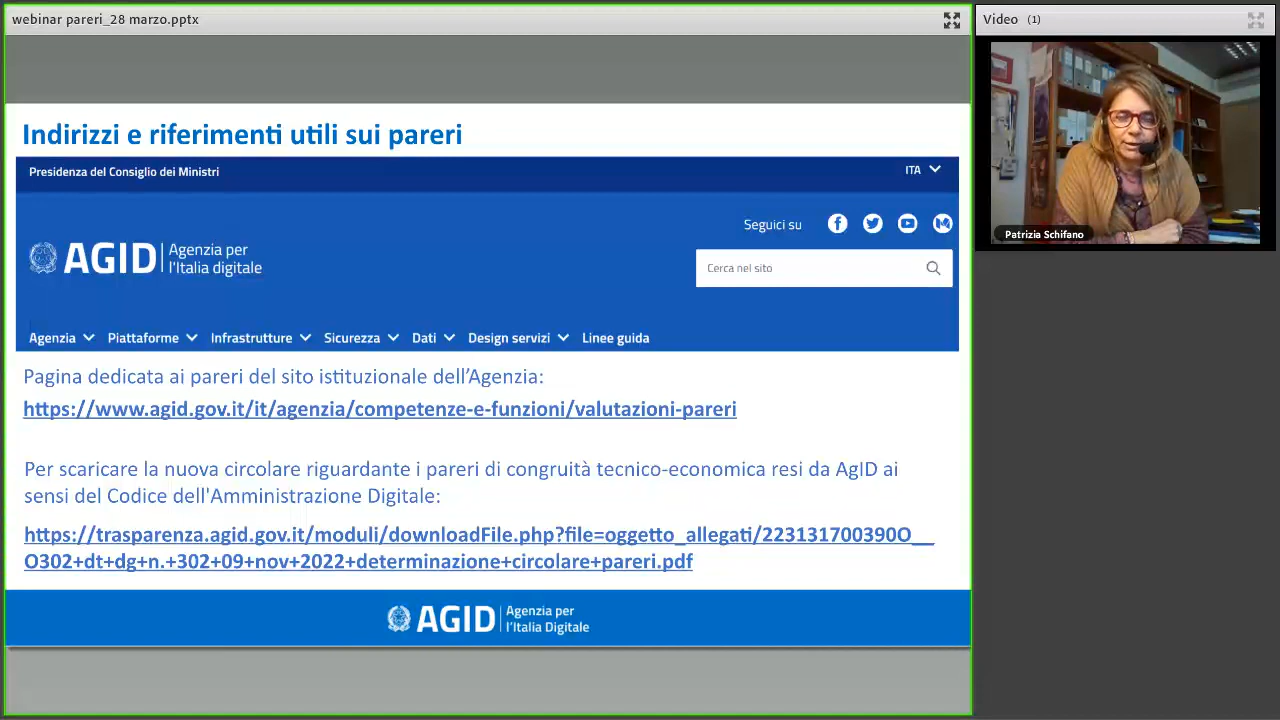 webinar pareri_28 marzo.pptx
Video (1)
Patrizia Schifano
Indirizzi e riferimenti utili sui pareri
Presidenza del Consiglio dei Ministri
ITA
Seguici su
AGID Agenzia per
l'Italia digitale
Cerca nel sito
Agenzia Piattaforme Infrastrutture Sicurezza Dati Design servizi Linee guida
Pagina dedicata ai pareri del sito istituzionale dell’Agenzia:
https://www.agid.gov.it/it/agenzia/competenze-e-funzioni/valutazioni-pareri
Per scaricare la nuova circolare riguardante i pareri di congruità tecnico-economica resi da AgID ai
sensi del Codice dell'Amministrazione Digitale:
https://trasparenza.agid.gov.it/moduli/downloadFile.php?file=oggetto_allegati/223131700390O__
O302+dt+dg+n.+302+09+nov+2022+determinazione+circolare+pareri.pdf
AGID Agenzia per
l’Italia Digitale